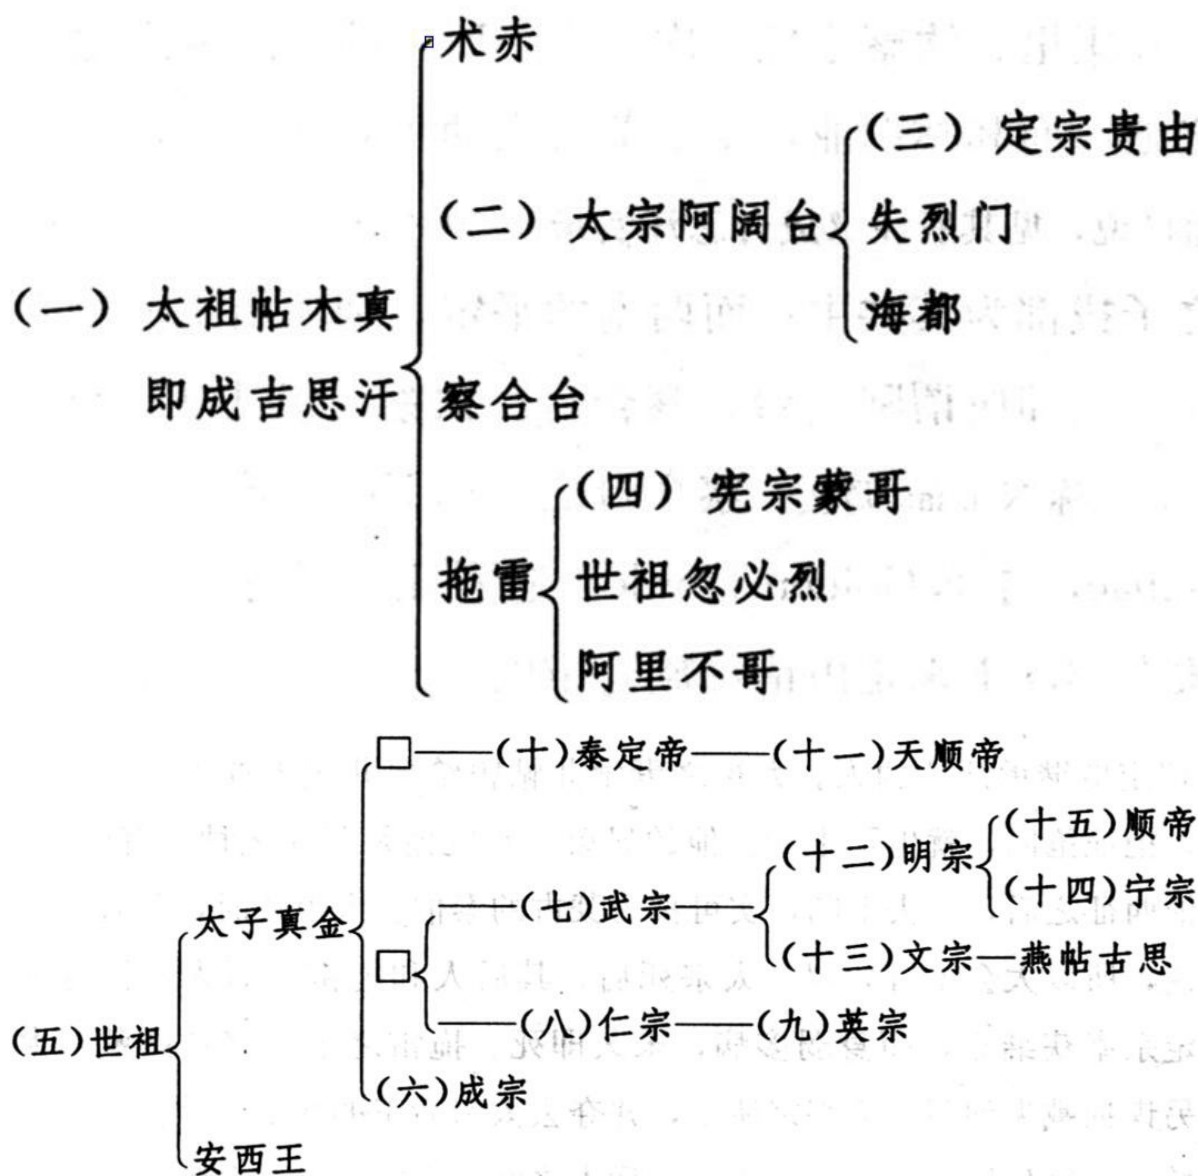 术赤
(三) 定宗贵由
(二) 太宗阿阔台
失烈门
(一) 太祖帖木真
海都
即成吉思汗
察合台
(四) 宪宗蒙哥
拖雷
世祖忽必烈
阿里不哥
□——(十)泰定帝——(十一)天顺帝
(十五)顺帝
(十二)明宗
(十四)宁宗
(七)武宗
太子真金
(十三)文宗—燕帖古思
□
(八)仁宗——(九)英宗
(五)世祖
(六)成宗
安西王